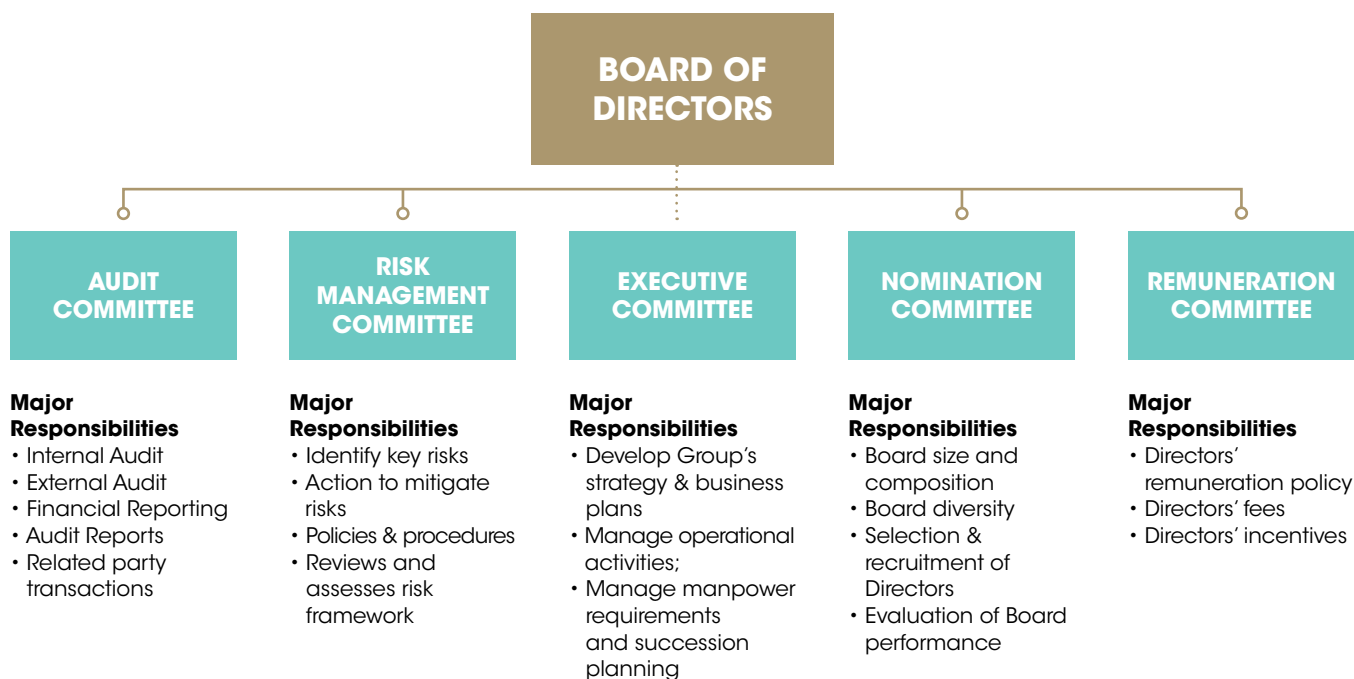 BOARD OF
DIRECTORS
AUDIT
COMMITTEE
RISK
MANAGEMENT
COMMITTEE
EXECUTIVE
COMMITTEE
NOMINATION
COMMITTEE
REMUNERATION
COMMITTEE
Major
Responsibilities
• Internal Audit
• External Audit
• Financial Reporting
• Audit Reports
• Related party
transactions
Major
Responsibilities
• Identify key risks
• Action to mitigate
risks
• Policies & procedures
• Reviews and
assesses risk
framework
Major
Responsibilities
• Develop Group's
strategy & business
plans
• Manage operational
activities;
• Manage manpower
requirements
and succession
planning
Major
Responsibilities
• Board size and
composition
• Board diversity
• Selection &
recruitment of
Directors
• Evaluation of Board
performance
Major
Responsibilities
• Directors'
remuneration policy
• Directors' fees
• Directors' incentives